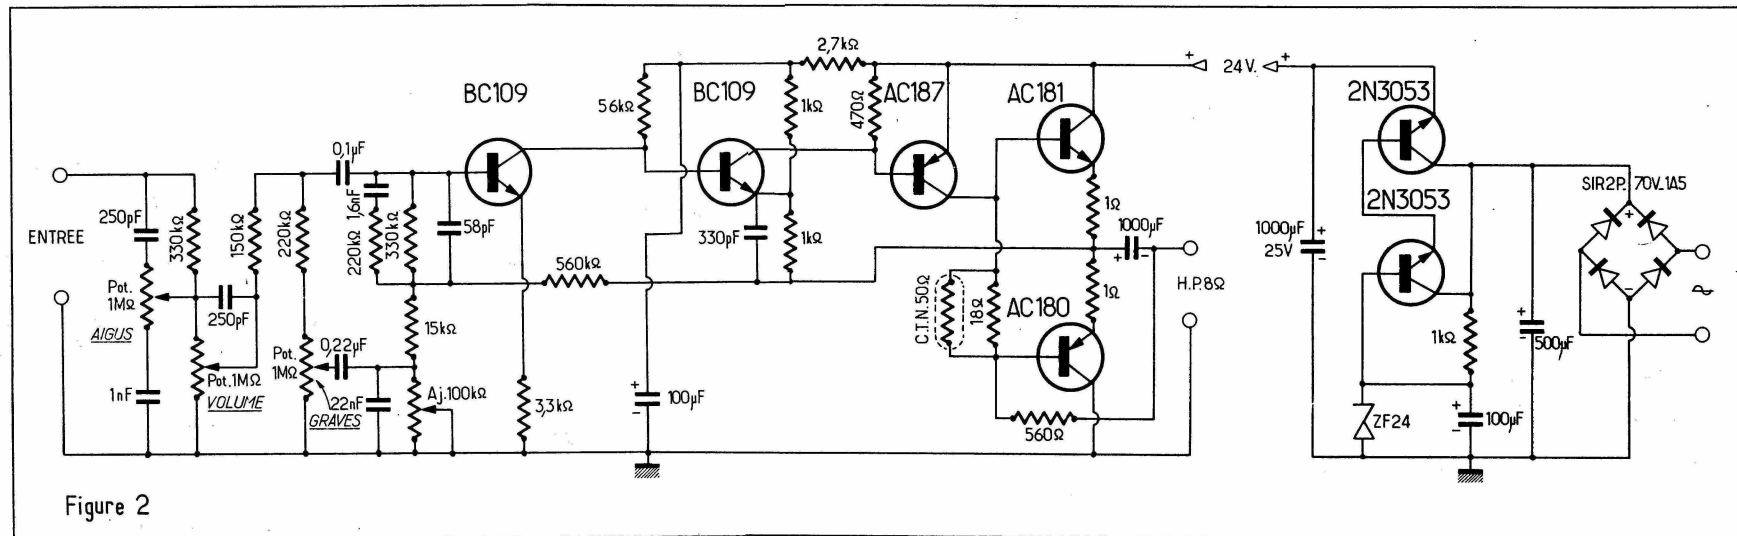 2,7kΩ
+
24V.
+
BC109
56kΩ
BC109
1kΩ
470Ω
AC187
AC181
2N3053
0,1µF
250pF
330kΩ
150kΩ
220kΩ
1,6nF
220kΩ
330kΩ
58pF
330pF
1kΩ
1Ω
1000µF
+ -
1000µF
25V
+
-
2N3053
SIR2P. 70V_1A5
+
-
ENTREE
Pot.
1MΩ
AIGUS
250pF
560kΩ
C.T.N.50Ω
18Ω
1Ω
H.P.8Ω
15kΩ
AC180
1kΩ
+
-
500µF
0,22µF
Pot.
1MΩ
Pot.1MΩ
VOLUME
1nF
22nF
GRAVES
Aj.100kΩ
3,3kΩ
+
-
100µF
560Ω
ZF24
+
-
100µF
Figure 2